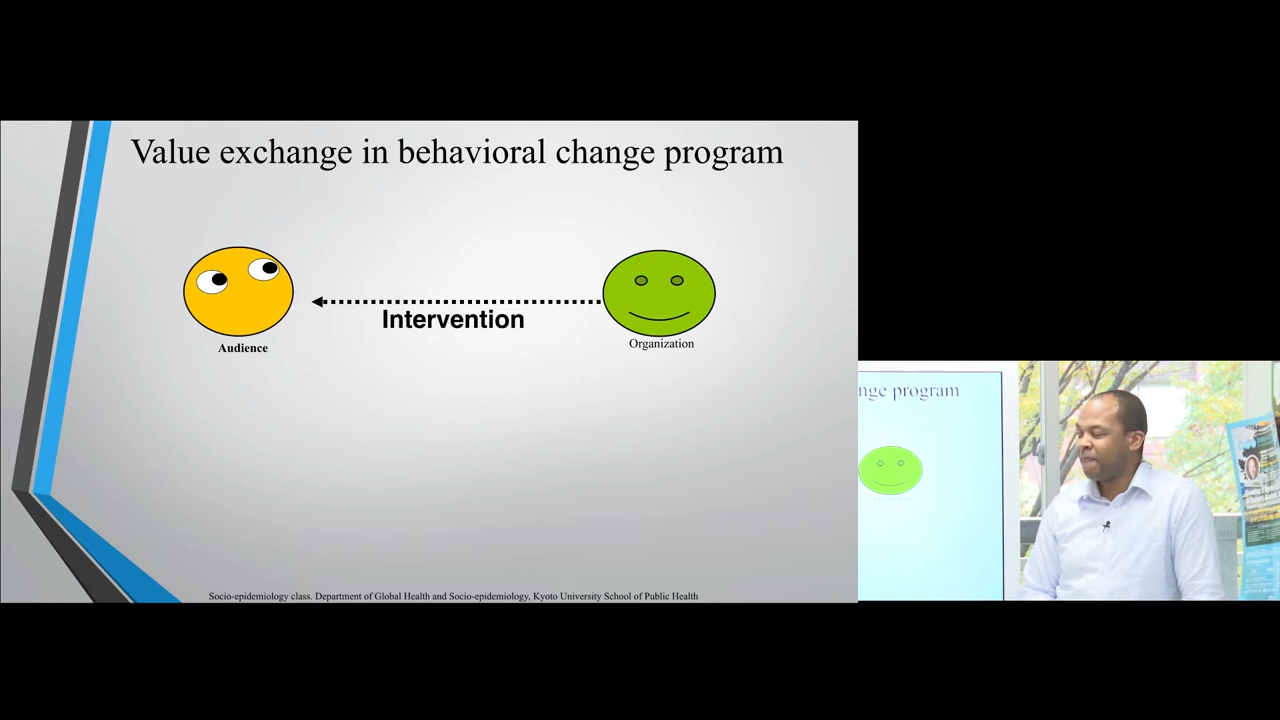 Value exchange in behavioral change program
Intervention
Audience
Organization
Socio-epidemiology class. Department of Global Health and Socio-epidemiology, Kyoto University School of Public Health
nge program